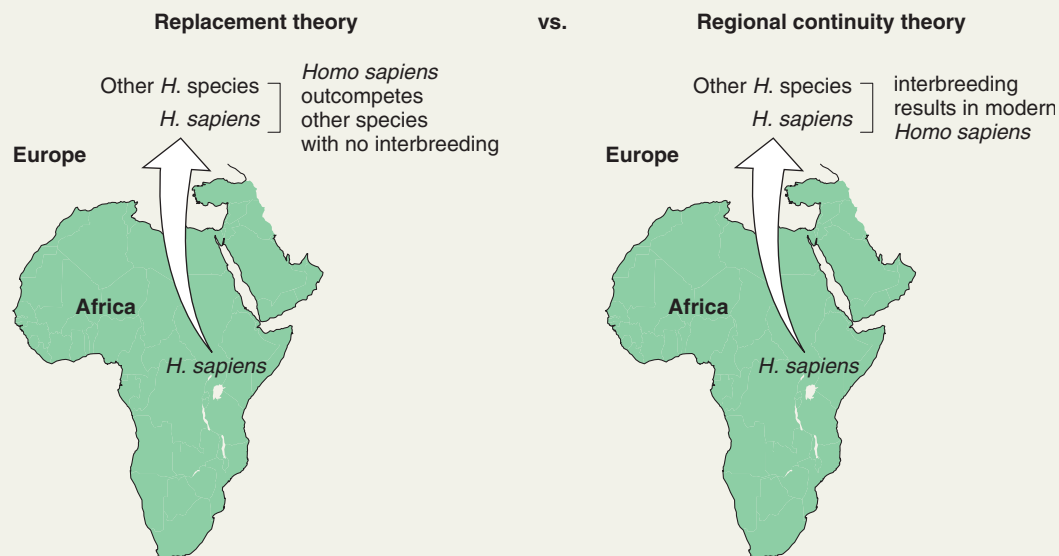 Replacement theory
vs.
Regional continuity theory
Other H. species
H. sapiens
Homo sapiens
outcompetes
other species
with no interbreeding
Europe
Africa
H. sapiens
Other H. species
H. sapiens
interbreeding
results in modern
Homo sapiens
Europe
Africa
H. sapiens